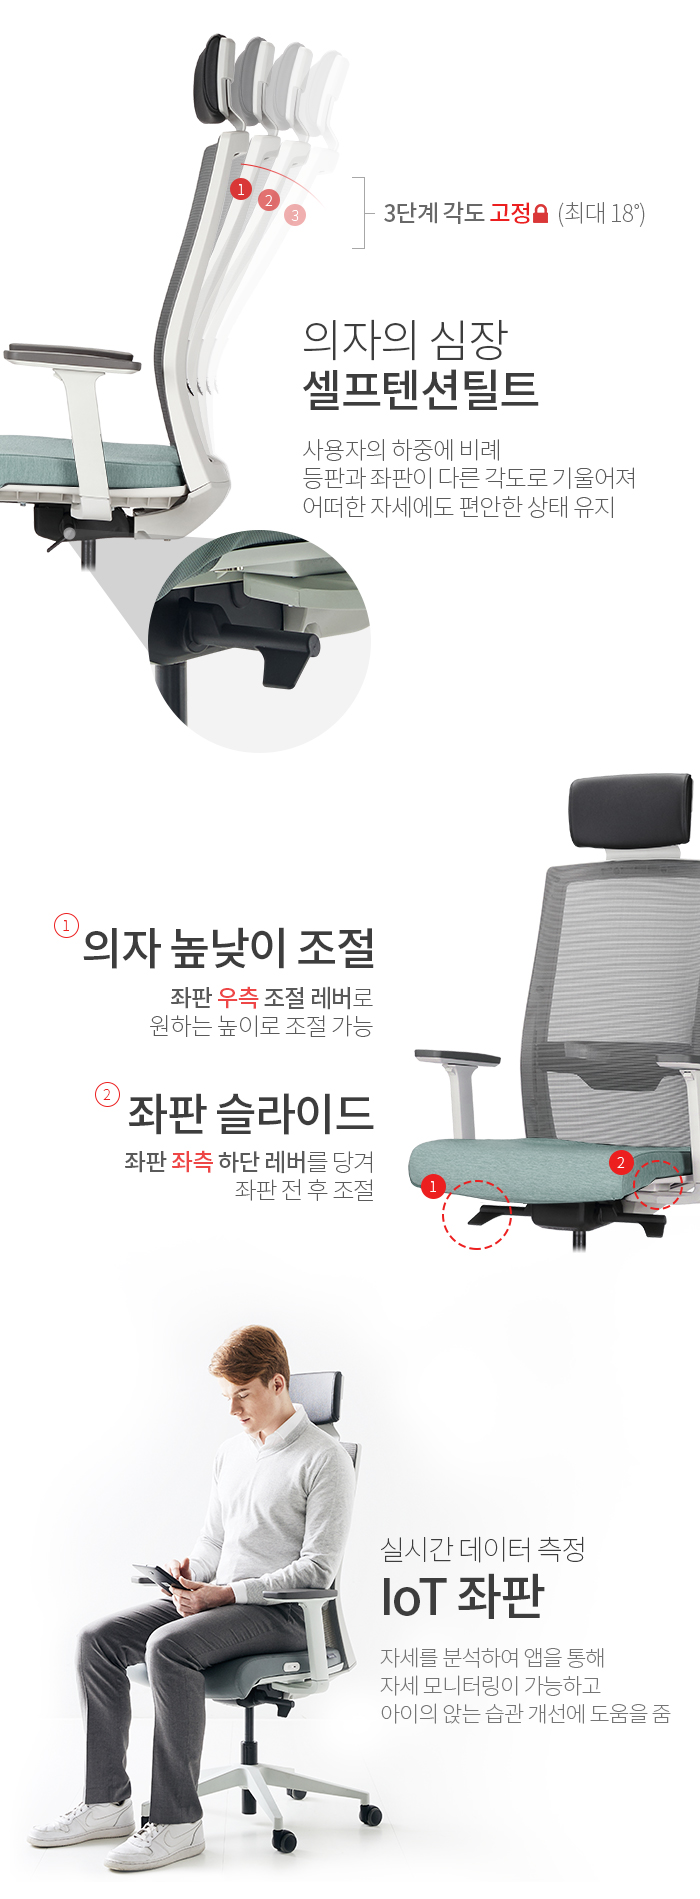 1
2
3
3단계 각도 고정 (최대 18°)
의자의 심장
셀프텐션틸트
사용자의 하중에 비례
등판과 좌판이 다른 각도로 기울어져
어떠한 자세에도 편안한 상태 유지
1
의자 높낮이 조절
좌판 우측 조절 레버로
원하는 높이로 조절 가능
2
좌판 슬라이드
좌판 좌측 하단 레버를 당겨
좌판 전 후 조절
1
2
실시간 데이터 측정
IoT 좌판
자세를 분석하여 앱을 통해
자세 모니터링이 가능하고
아이의 앉는 습관 개선에 도움을 줌